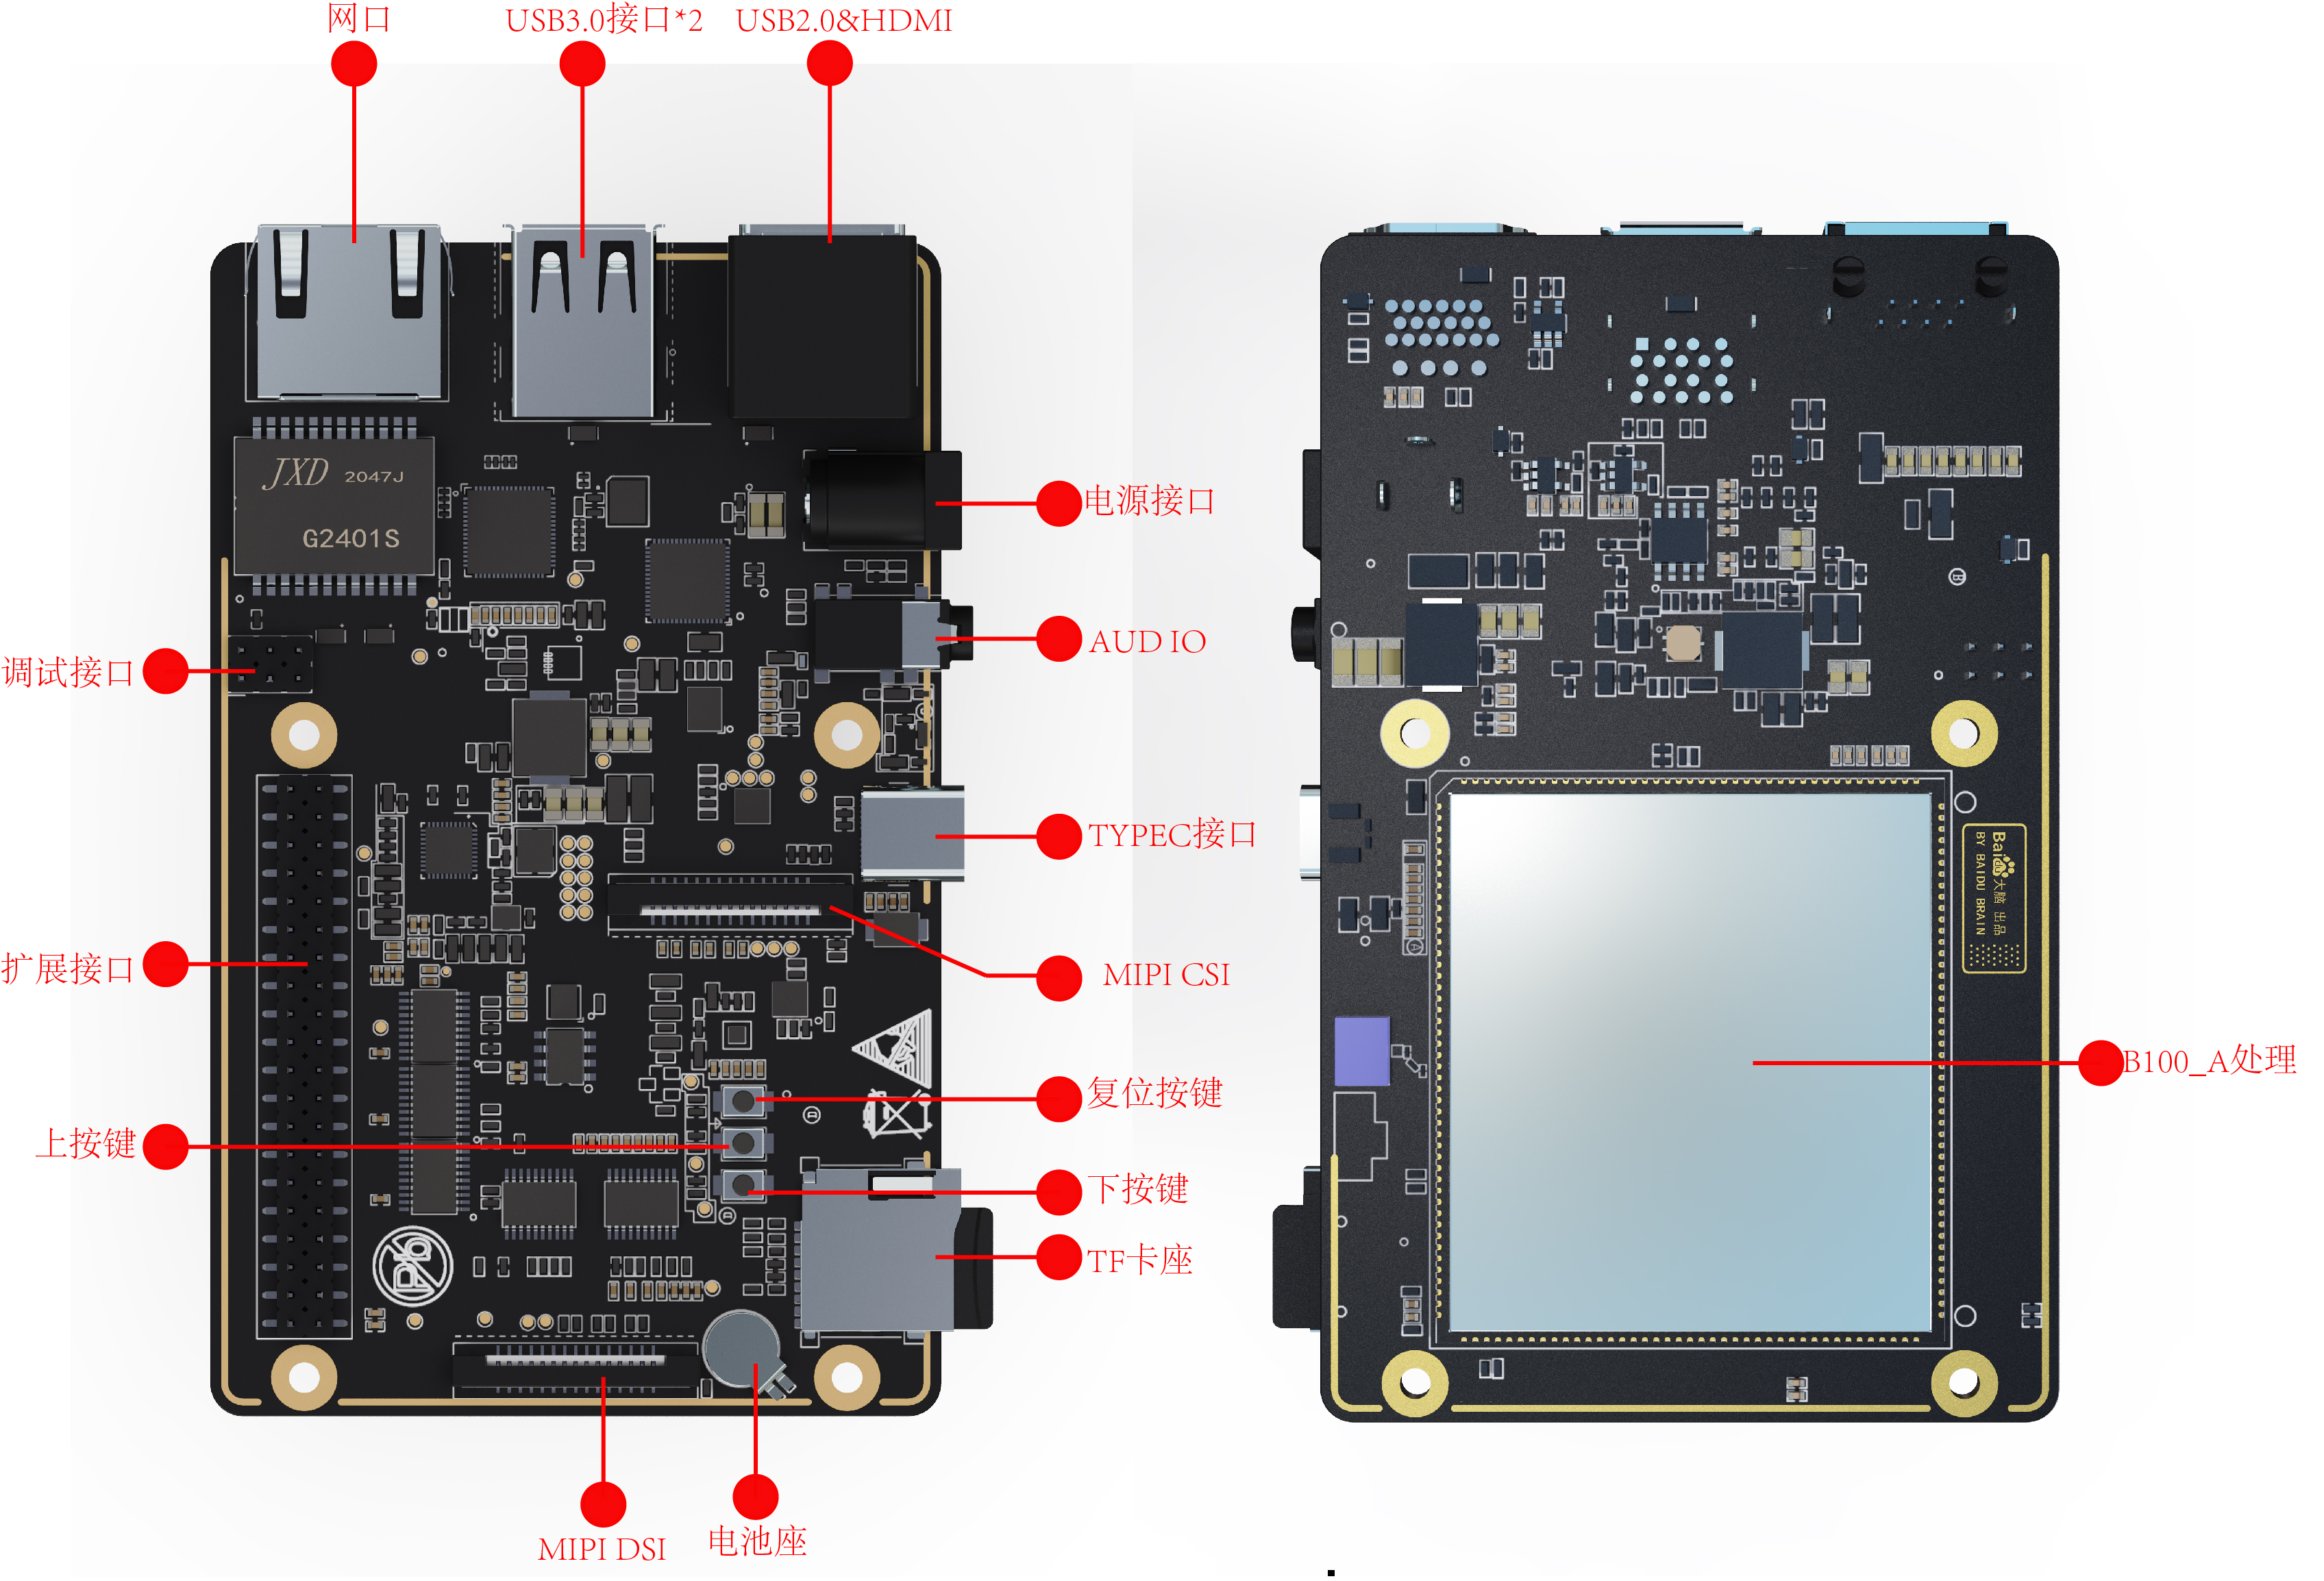 网口
USB3.0接口*2
USB2.0&HDMI
JXD 2047J
G2401S
电源接口
AUD IO
调试接口
TYPEC接口
扩展接口
MIPI CSI
复位按键
上按键
下按键
TF卡座
Pb
MIPI DSI
电池座
B
Baidu大脑 出品
BY BAIDU BRAIN
A
B100_A处理